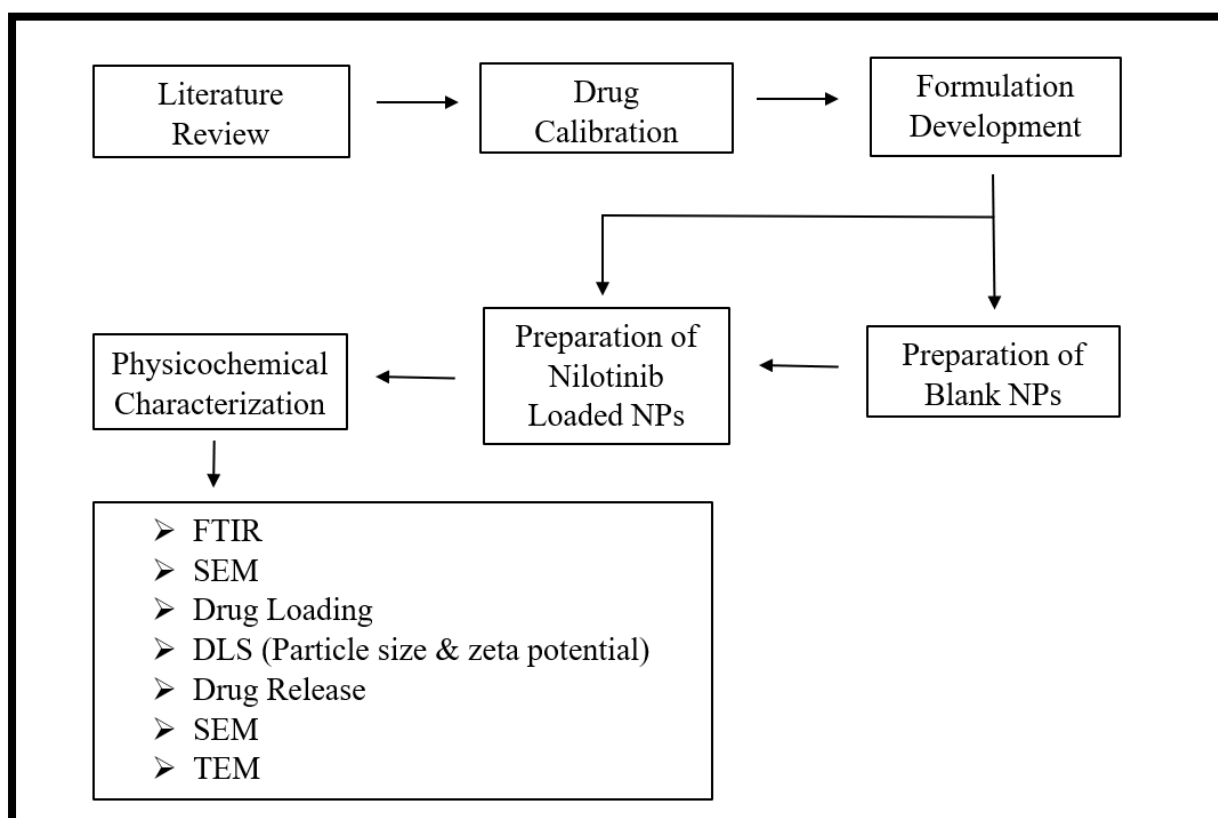 Literature
Review
Drug
Calibration
Formulation
Development
Physicochemical
Characterization
Preparation of
Nilotinib
Loaded NPs
Preparation of
Blank NPs
➢ FTIR
➢ SEM
➢ Drug Loading
➢ DLS (Particle size & zeta potential)
➢ Drug Release
➢ SEM
➢ TEM